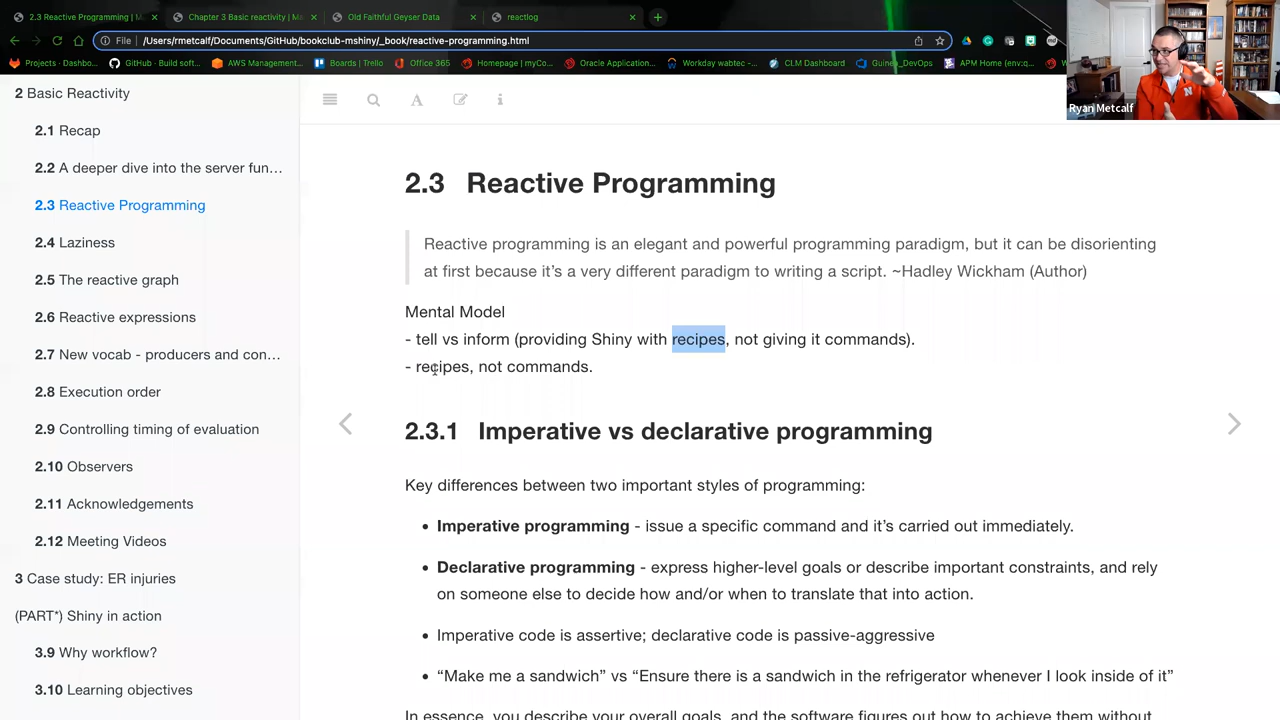 2.3 Reactive Programming | M
Chapter 3 Basic reactivity | Ma
Old Faithful Geyser Data
reactlog
File
/Users/rmetcalf/Documents/GitHub/bookclub-mshiny/_book/reactive-programming.html
Projects · Dashbo...
GitHub · Build soft...
AWS Management...
Boards | Trello
Office 365
Homepage | myCo...
Oracle Application...
Workday wabtec -...
CLM Dashboard
APM Home (env:q...
Ryan Metcalf
2 Basic Reactivity
2.1 Recap
2.2 A deeper dive into the server fun...
2.3 Reactive Programming
2.4 Laziness
2.5 The reactive graph
2.6 Reactive expressions
2.7 New vocab - producers and con...
2.8 Execution order
2.9 Controlling timing of evaluation
2.10 Observers
2.11 Acknowledgements
2.12 Meeting Videos
3 Case study: ER injuries
(PART*) Shiny in action
3.9 Why workflow?
3.10 Learning objectives
2.3 Reactive Programming
Reactive programming is an elegant and powerful programming paradigm, but it can be disorienting
at first because it's a very different paradigm to writing a script. ~Hadley Wickham (Author)
Mental Model
- tell vs inform (providing Shiny with recipes, not giving it commands).
- recipes, not commands.
2.3.1 Imperative vs declarative programming
Key differences between two important styles of programming:
• Imperative programming - issue a specific command and it's carried out immediately.
• Declarative programming - express higher-level goals or describe important constraints, and rely
on someone else to decide how and/or when to translate that into action.
• Imperative code is assertive; declarative code is passive-aggressive
• “Make me a sandwich” vs “Ensure there is a sandwich in the refrigerator whenever I look inside of it”
In essence, you describe your overall goals, and the software figures out how to achieve them without